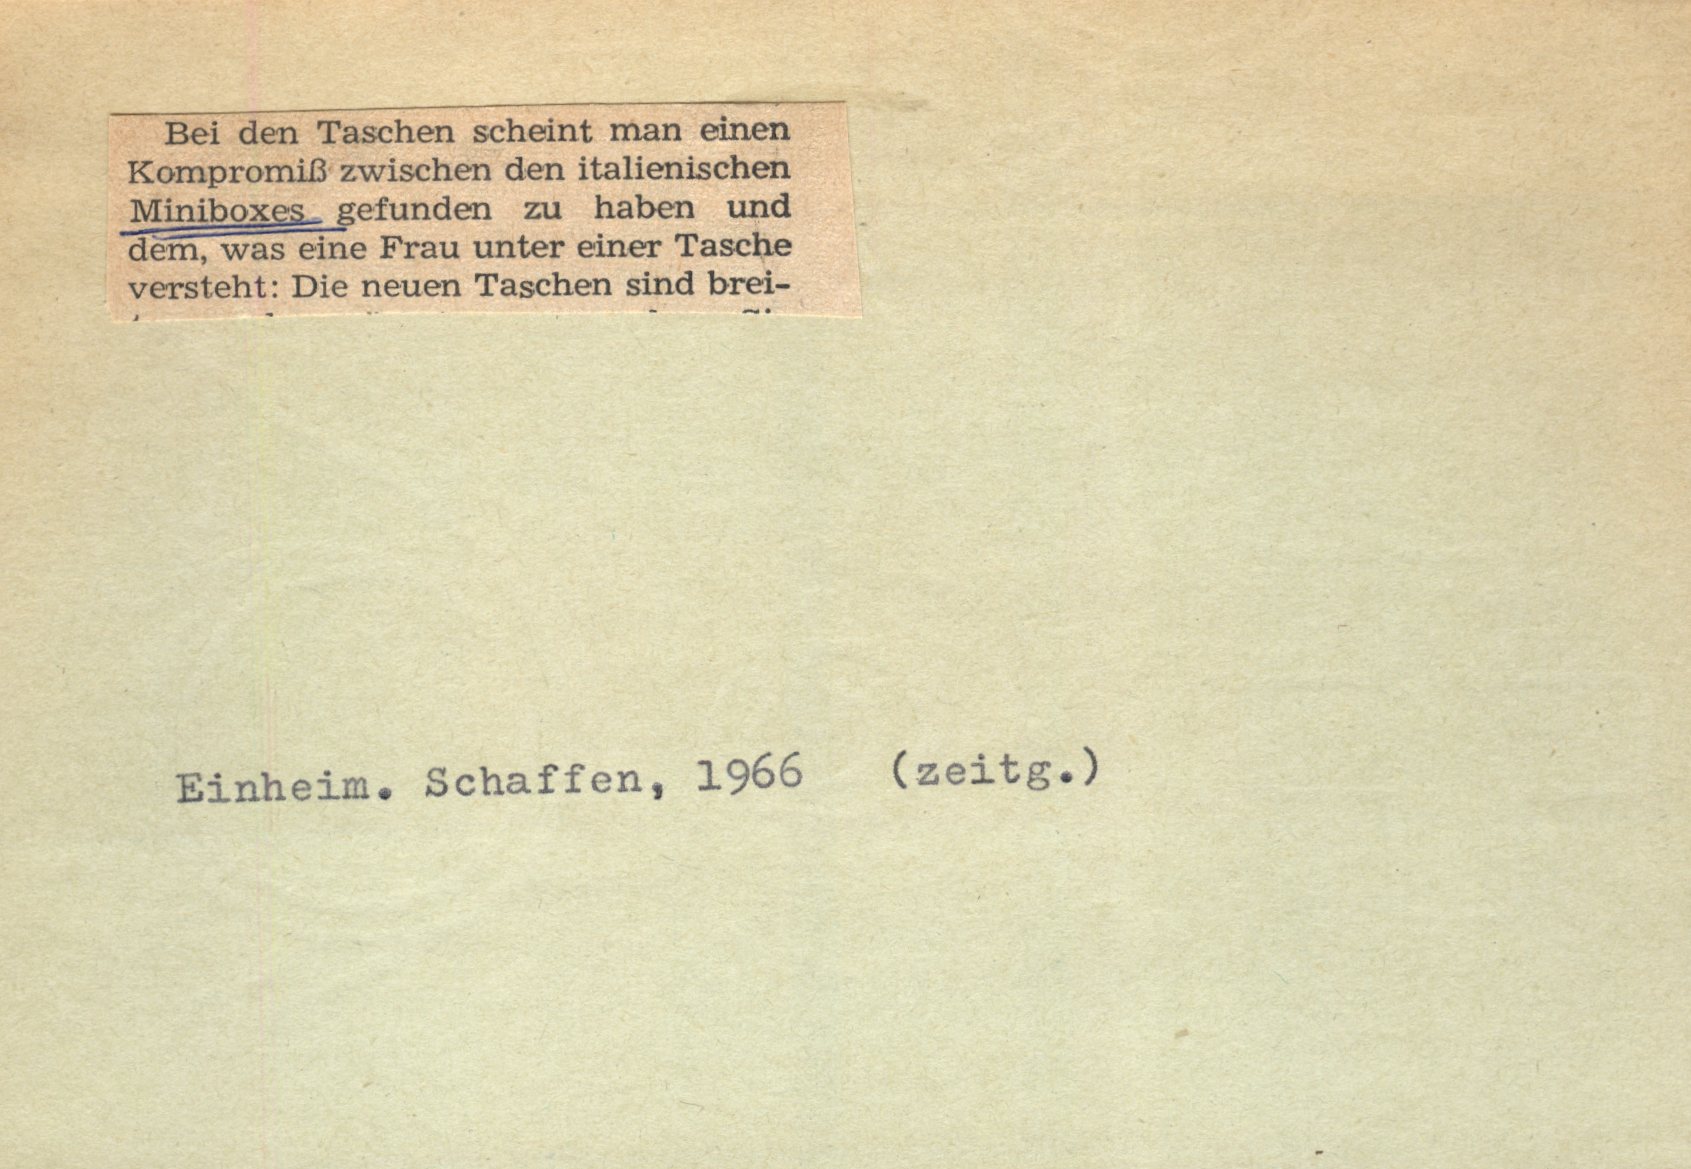 Bei den Taschen scheint man einen
Kompromiß zwischen den italienischen
Miniboxes gefunden zu haben und
dem, was eine Frau unter einer Tasche
versteht: Die neuen Taschen sind brei-
Einheim. Schaffen, 1966 (zeitg.)